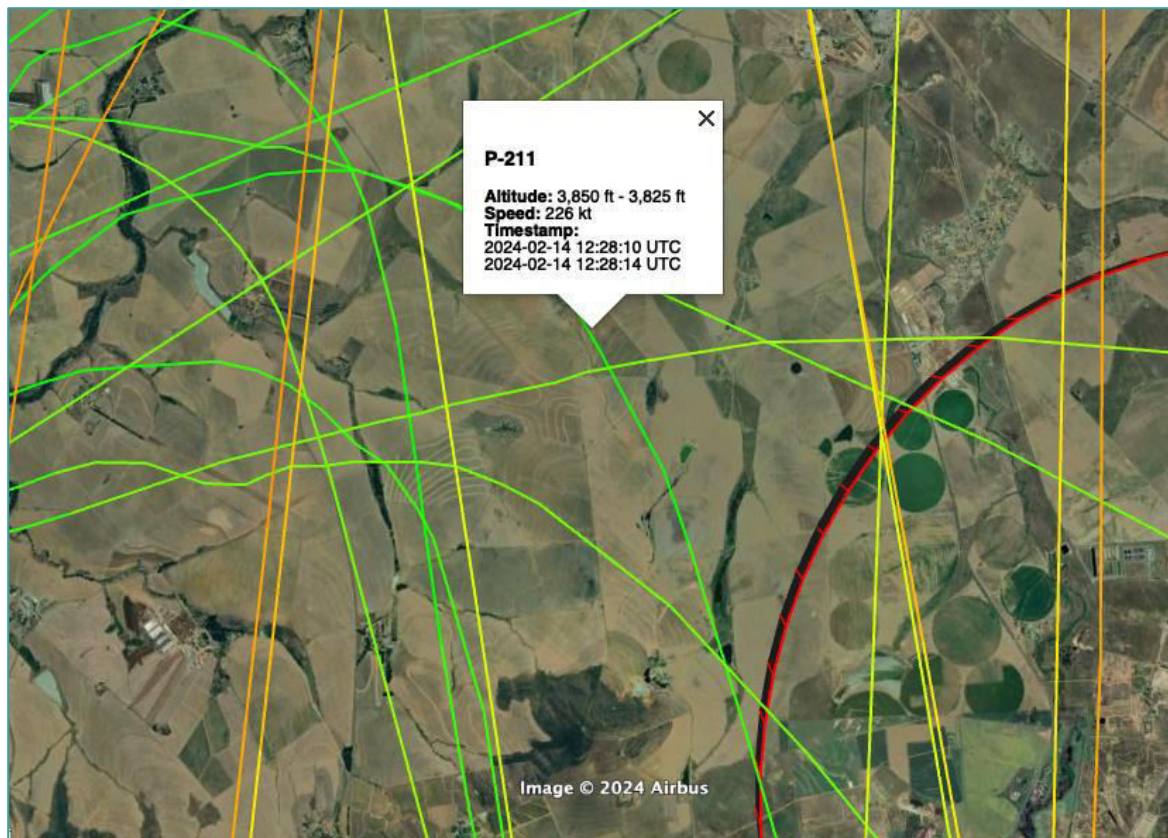 P-211
Altitude: 3,850 ft - 3,825 ft
Speed: 226 kt
Timestamp:
2024-02-14 12:28:10 UTC
2024-02-14 12:28:14 UTC
Image © 2024 Airbus